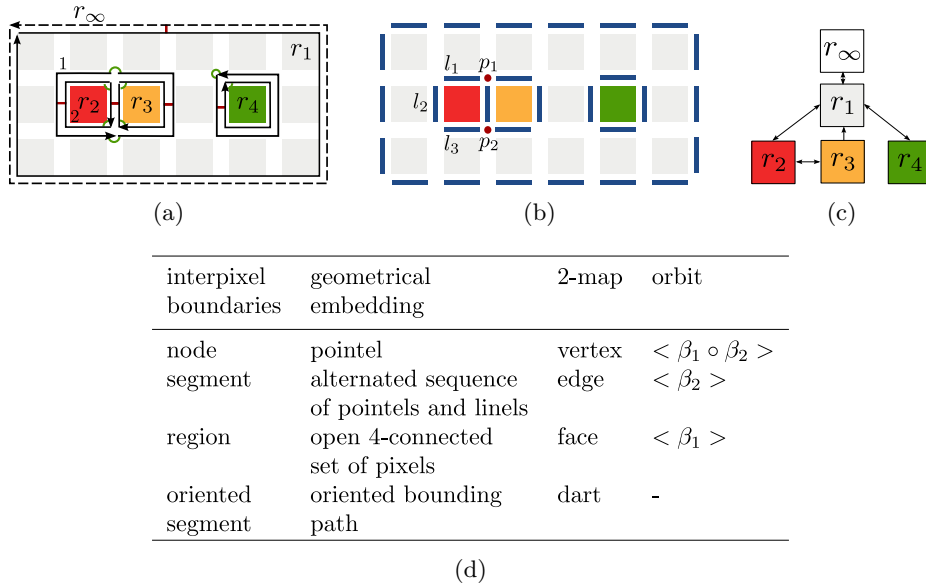 r∞
r1
1
r2
r3
r4
2
(a)
l1 p1
l2
l3 p2
(b)
r∞
r1
r2
r3
r4
(c)
interpixel boundaries geometrical embedding 2-map orbit
node pointel vertex < β1 ∘ β2 >
segment alternated sequence of pointels and linels edge < β2 >
region open 4-connected set of pixels face < β1 >
oriented segment oriented bounding path dart -
(d)